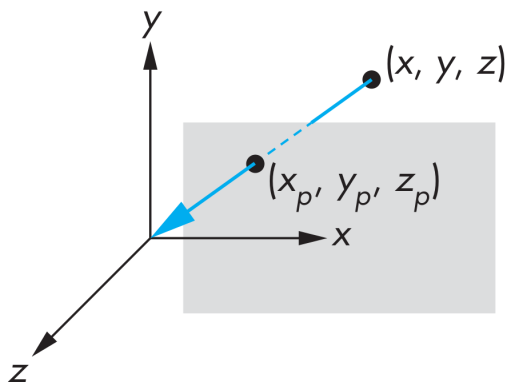 y
(x, y, z)
(xₚ, yₚ, zₚ)
x
z